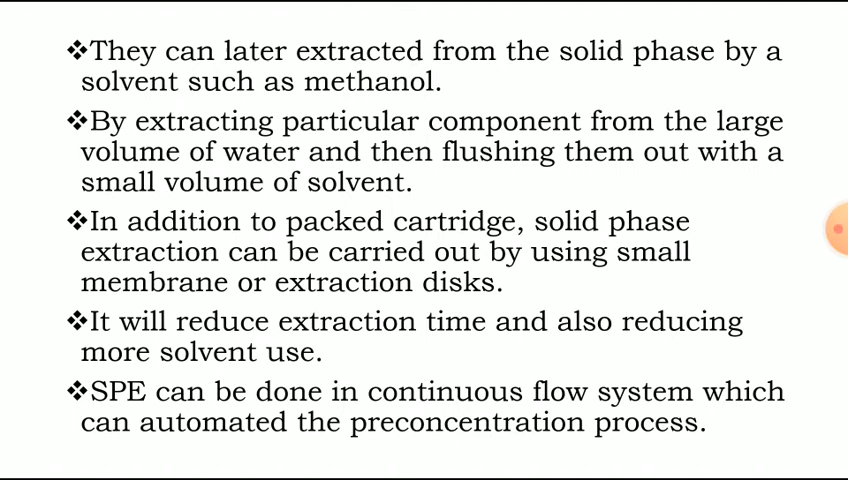 ❖They can later extracted from the solid phase by a
solvent such as methanol.
❖By extracting particular component from the large
volume of water and then flushing them out with a
small volume of solvent.
❖In addition to packed cartridge, solid phase
extraction can be carried out by using small
membrane or extraction disks.
❖It will reduce extraction time and also reducing
more solvent use.
❖SPE can be done in continuous flow system which
can automated the preconcentration process.